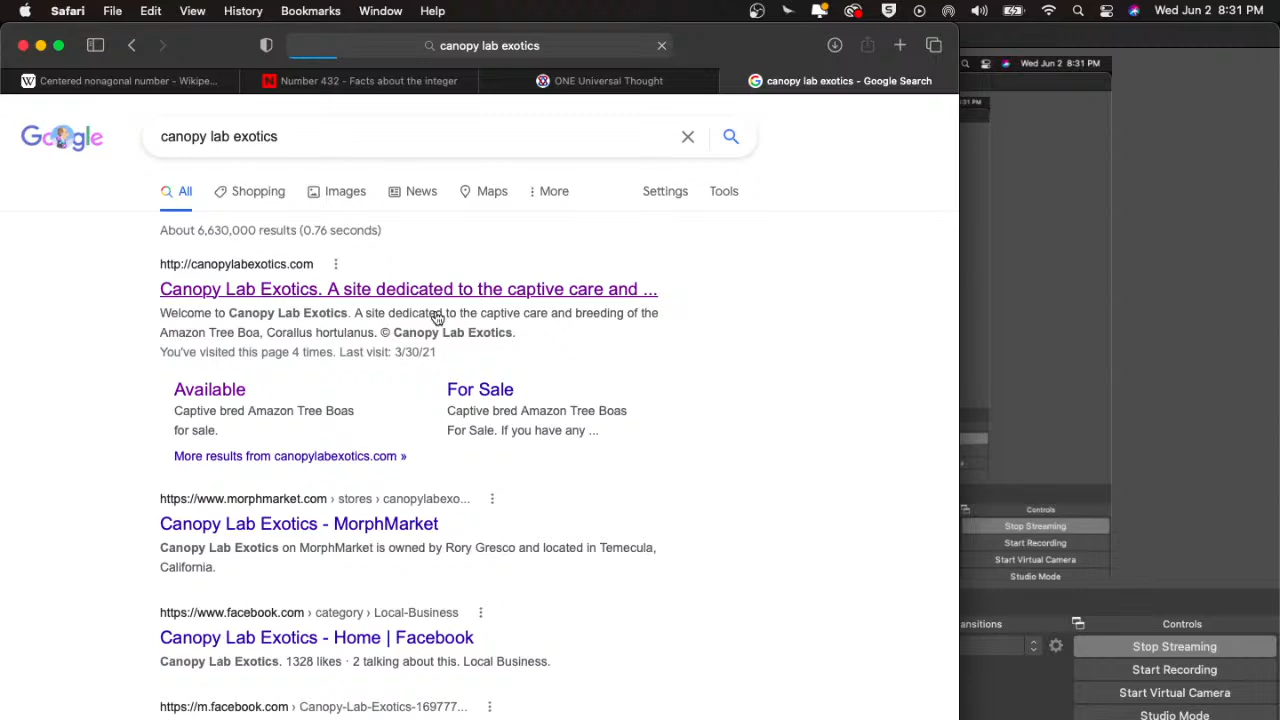 Safari File Edit View History Bookmarks Window Help
Wed Jun 2 8:31 PM
canopy lab exotics
Wed Jun 2 8:31 PM
Centered nonagonal number - Wikipe...
Number 432 - Facts about the integer
ONE Universal Thought
canopy lab exotics - Google Search
:31 PM
Google
canopy lab exotics
All Shopping Images News Maps More Settings Tools
About 6,630,000 results (0.76 seconds)
http://canopylabexotics.com
Canopy Lab Exotics. A site dedicated to the captive care and ...
Welcome to Canopy Lab Exotics. A site dedicated to the captive care and breeding of the
Amazon Tree Boa, Corallus hortulanus. © Canopy Lab Exotics.
You've visited this page 4 times. Last visit: 3/30/21
Available
Captive bred Amazon Tree Boas
for sale.
For Sale
Captive bred Amazon Tree Boas
For Sale. If you have any ...
More results from canopylabexotics.com »
https://www.morphmarket.com › stores › canopylabexo...
Canopy Lab Exotics - MorphMarket
Canopy Lab Exotics on MorphMarket is owned by Rory Gresco and located in Temecula,
California.
https://www.facebook.com › category › Local-Business
Canopy Lab Exotics - Home | Facebook
Canopy Lab Exotics. 1328 likes · 2 talking about this. Local Business.
https://m.facebook.com › Canopy-Lab-Exotics-169777...
Controls
Stop Streaming
Start Recording
Start Virtual Camera
Studio Mode
ansitions
Controls
Stop Streaming
Start Recording
Start Virtual Camera
Studio Mode